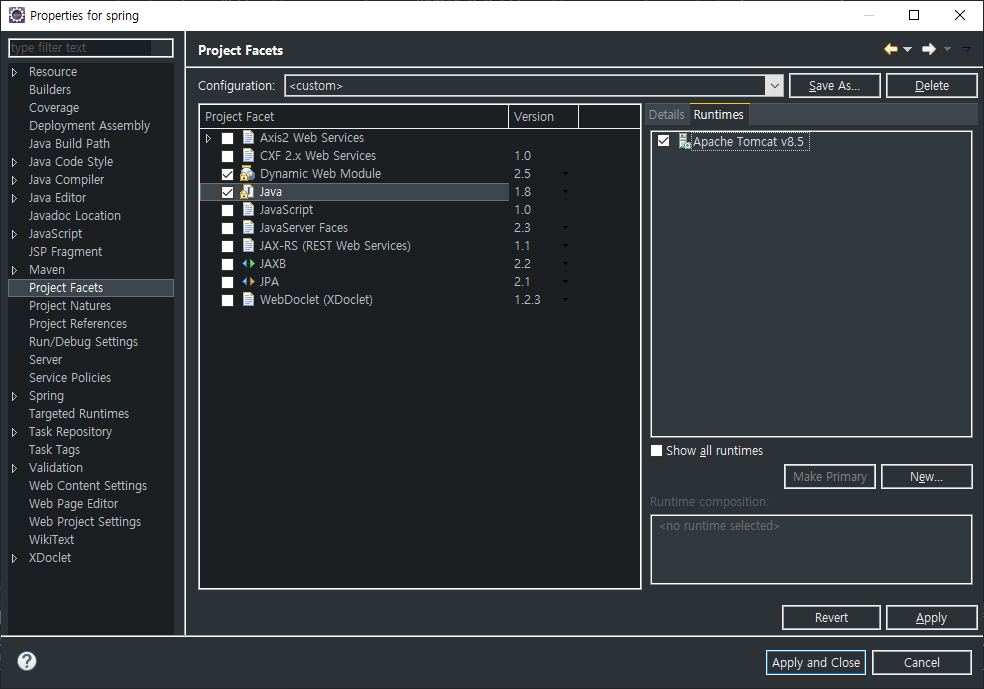 Properties for spring
type filter text
Resource
Builders
Coverage
Deployment Assembly
Java Build Path
Java Code Style
Java Compiler
Java Editor
Javadoc Location
JavaScript
JSP Fragment
Maven
Project Facets
Project Natures
Project References
Run/Debug Settings
Server
Service Policies
Spring
Targeted Runtimes
Task Repository
Task Tags
Validation
Web Content Settings
Web Page Editor
Web Project Settings
WikiText
XDoclet
Project Facets
Configuration: <custom> Save As... Delete
Project Facet Version
Axis2 Web Services
CXF 2.x Web Services 1.0
Dynamic Web Module 2.5
Java 1.8
JavaScript 1.0
JavaServer Faces 2.3
JAX-RS (REST Web Services) 1.1
JAXB 2.2
JPA 2.1
WebDoclet (XDoclet) 1.2.3
Details Runtimes
Apache Tomcat v8.5
Show all runtimes
Make Primary New...
Runtime composition:
<no runtime selected>
Revert Apply
? Apply and Close Cancel